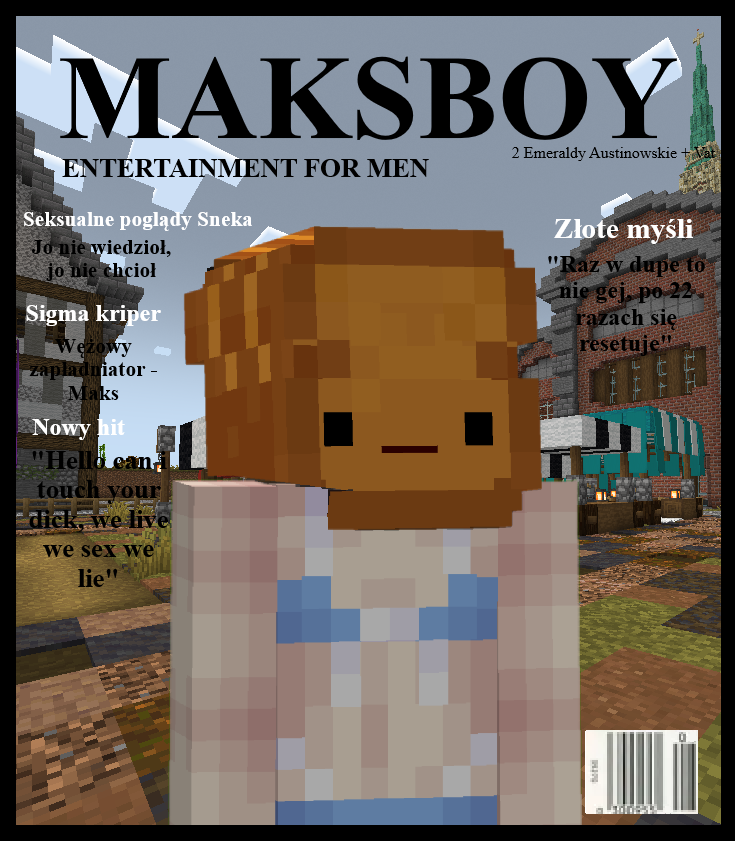 MAKSBOY
2 Emeraldy Austinowskie + Vat
ENTERTAINMENT FOR MEN
Seksualne poglądy Sneka
Jo nie wiedzioł,
jo nie chcioł
Sigma kriper
Wężowy
zapładniator -
Maks
Nowy hit
"Hello can i
touch your
dick, we live
we sex we
lie"
Złote myśli
"Raz w dupe to
nie gej, po 22
razach się
resetuje"